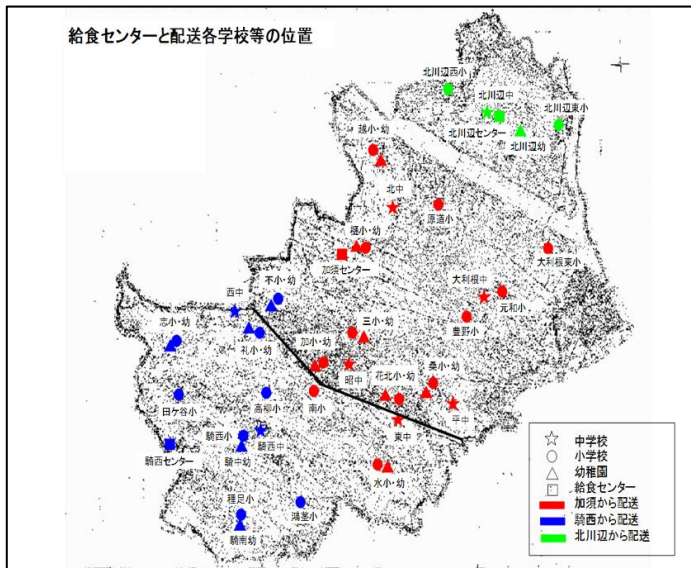 給食センターと配送各学校等の位置
北川辺西小
北川辺中
北川辺東小
北川辺センター
北川辺幼
越小・幼
北中
原道小
樋小・幼
加須センター
大利根東小
不小・幼
西中
大利根中
元和小
豊野小
志小・幼
礼小・幼
三小・幼
加小・幼
昭中
桑小・幼
花北小・幼
田ケ谷小
高柳小
南小
平中
東中
騎西小
騎西中
騎西センター
騎中幼
水小・幼
種足小
鴻茎小
騎南幼
中学校
小学校
幼稚園
給食センター
加須から配送
騎西から配送
北川辺から配送